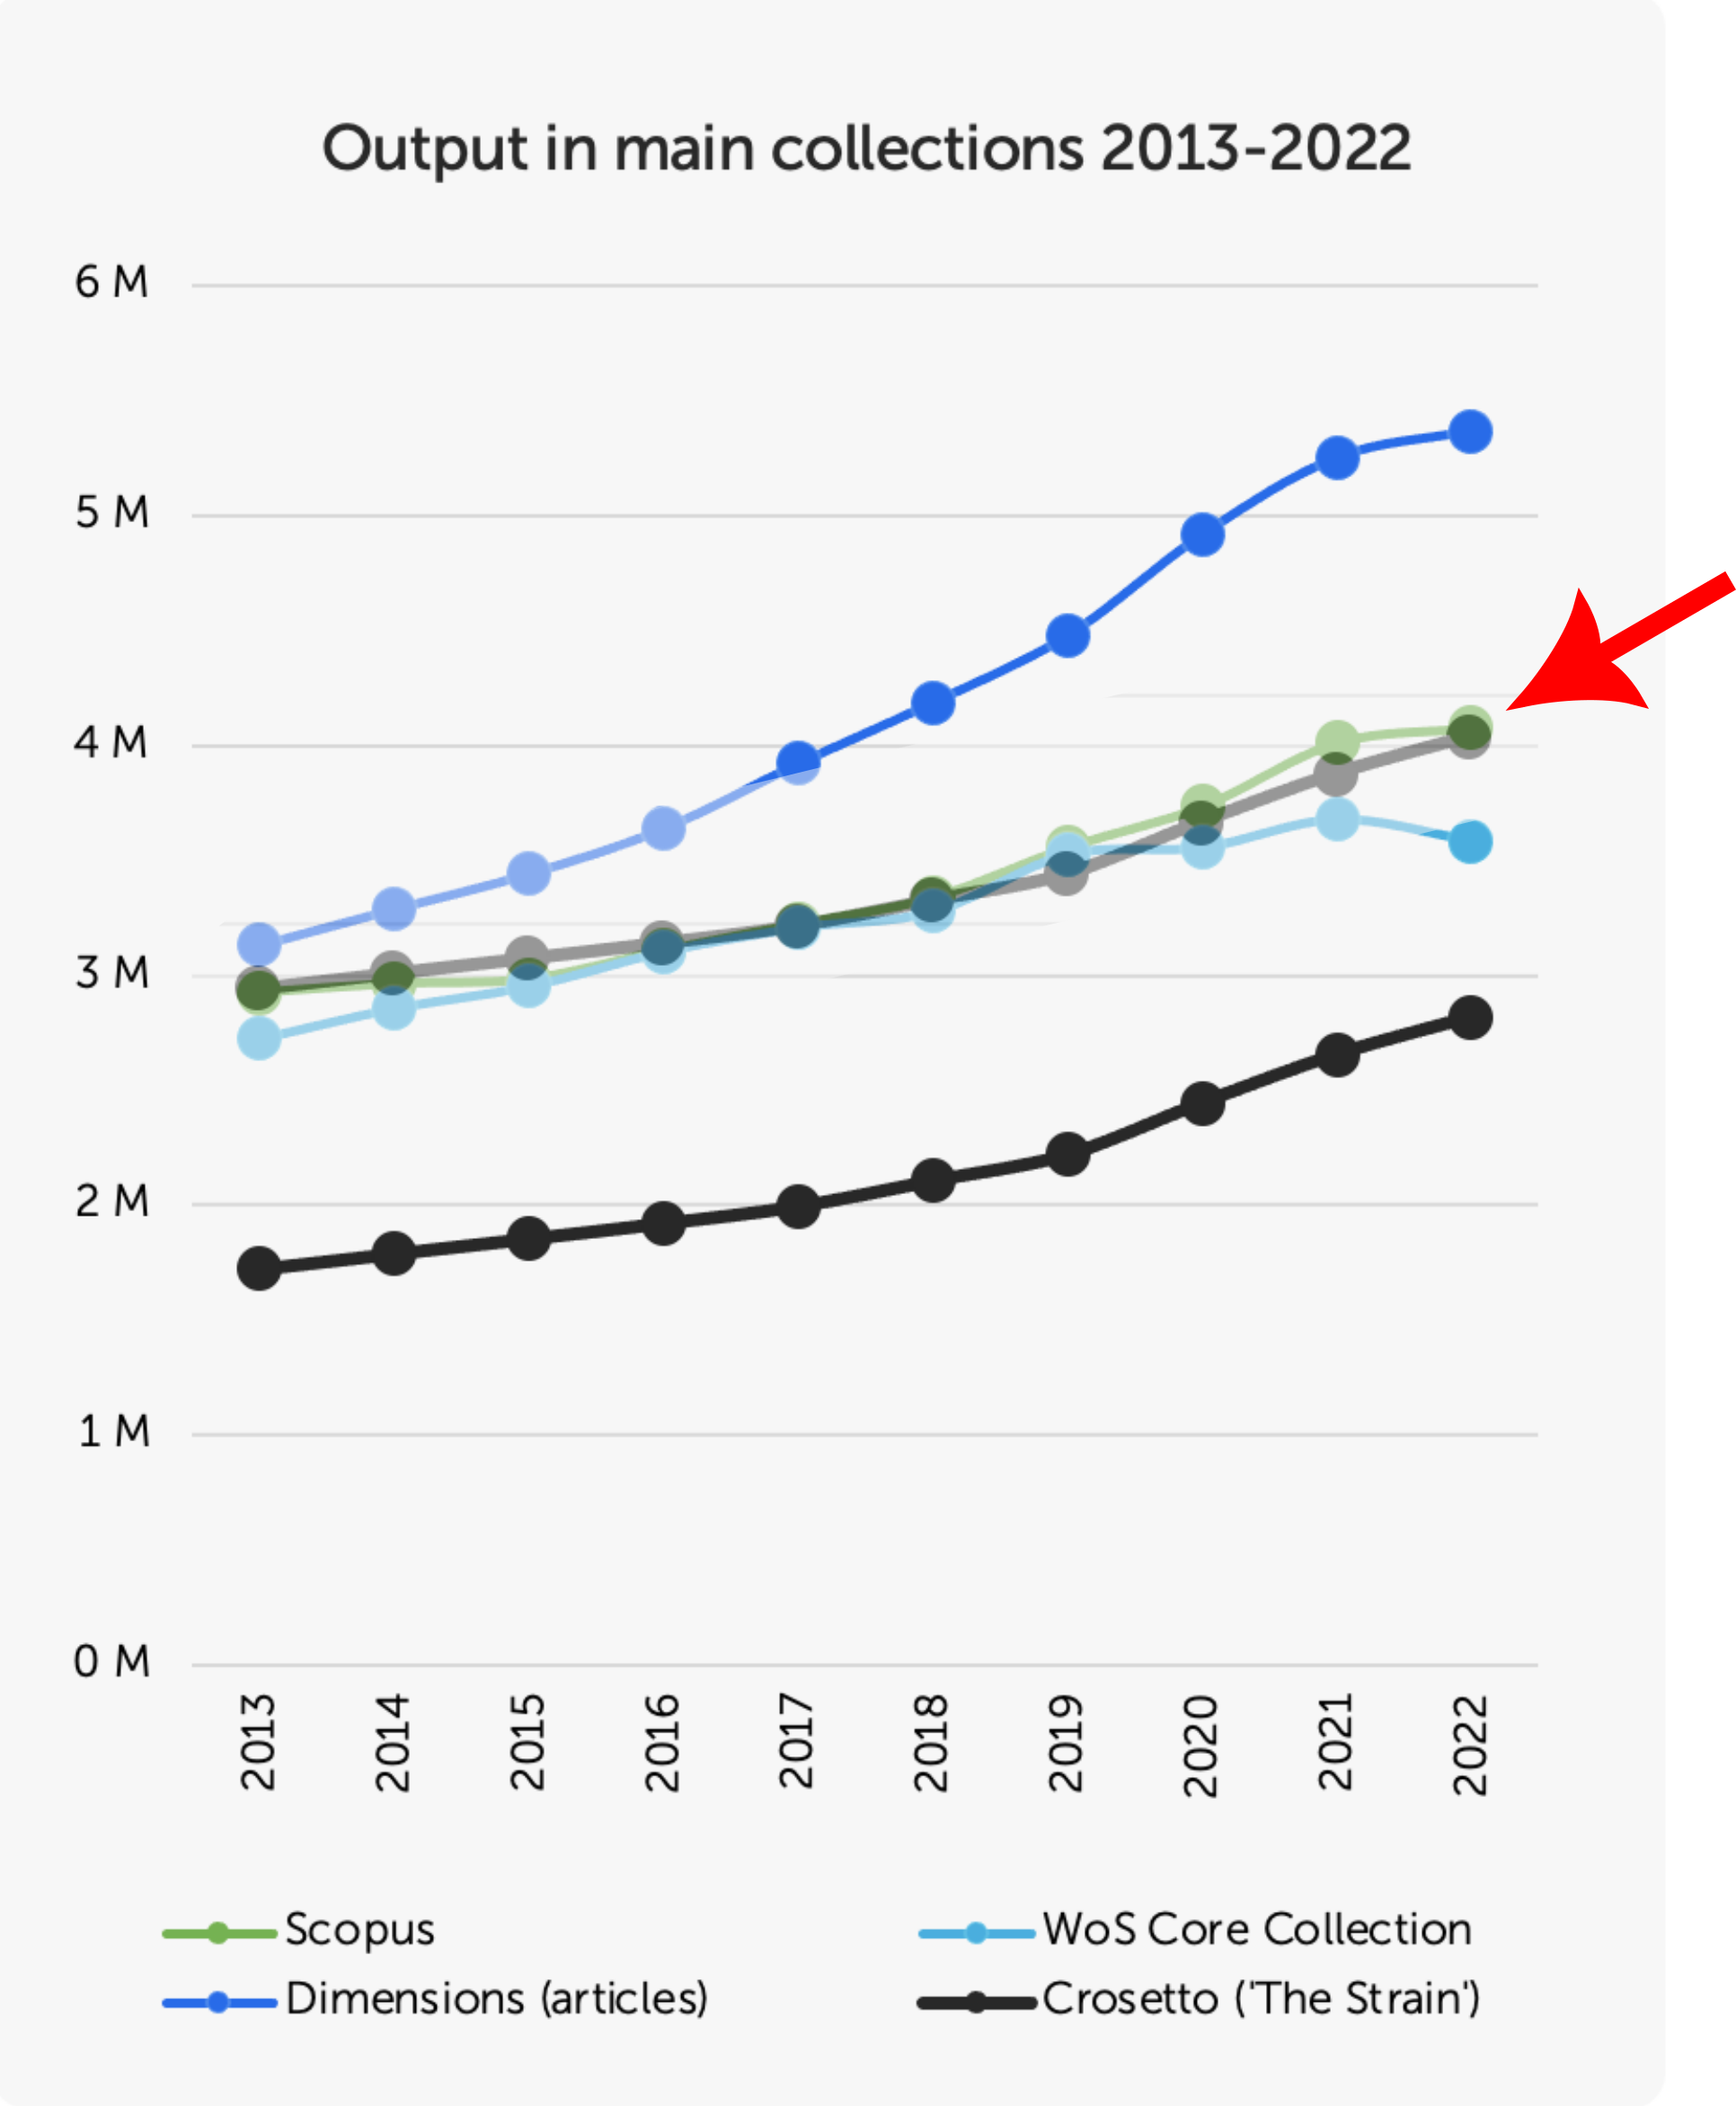 Output in main collections 2013-2022
6 M
5 M
4 M
3 M
2 M
1 M
0 M
2013
2014
2015
2016
2017
2018
2019
2020
2021
2022
Scopus
WoS Core Collection
Dimensions (articles)
Crosetto ('The Strain')